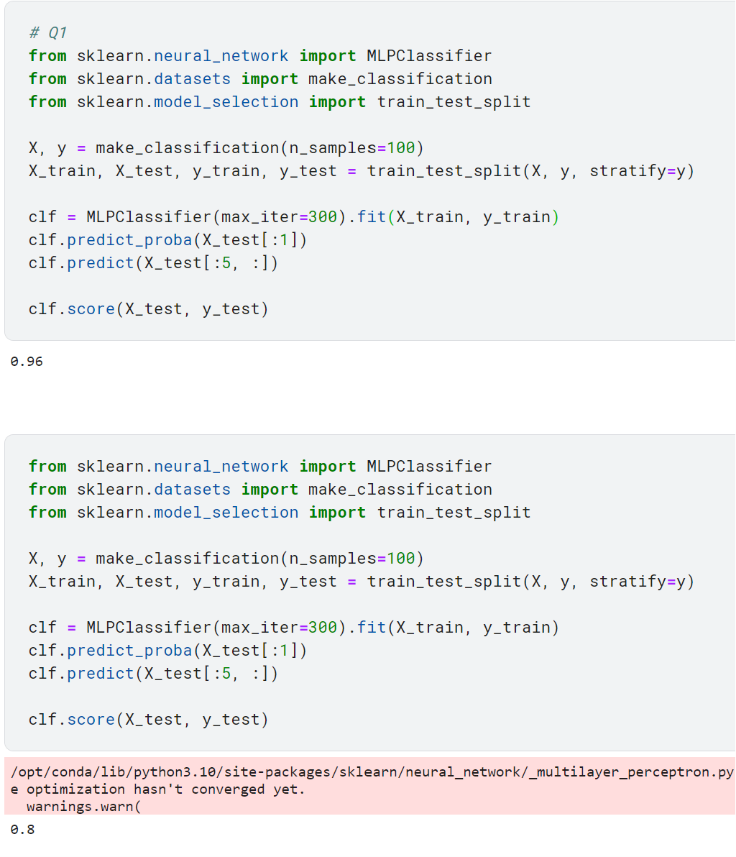 # Q1
from sklearn.neural_network import MLPClassifier
from sklearn.datasets import make_classification
from sklearn.model_selection import train_test_split
X, y = make_classification(n_samples=100)
X_train, X_test, y_train, y_test = train_test_split(X, y, stratify=y)
clf = MLPClassifier(max_iter=300).fit(X_train, y_train)
clf.predict_proba(X_test[:1])
clf.predict(X_test[:5, :])
clf.score(X_test, y_test)
0.96
from sklearn.neural_network import MLPClassifier
from sklearn.datasets import make_classification
from sklearn.model_selection import train_test_split
X, y = make_classification(n_samples=100)
X_train, X_test, y_train, y_test = train_test_split(X, y, stratify=y)
clf = MLPClassifier(max_iter=300).fit(X_train, y_train)
clf.predict_proba(X_test[:1])
clf.predict(X_test[:5, :])
clf.score(X_test, y_test)
/opt/conda/lib/python3.10/site-packages/sklearn/neural_network/_multilayer_perceptron.py
e optimization hasn't converged yet.
warnings.warn(
0.8